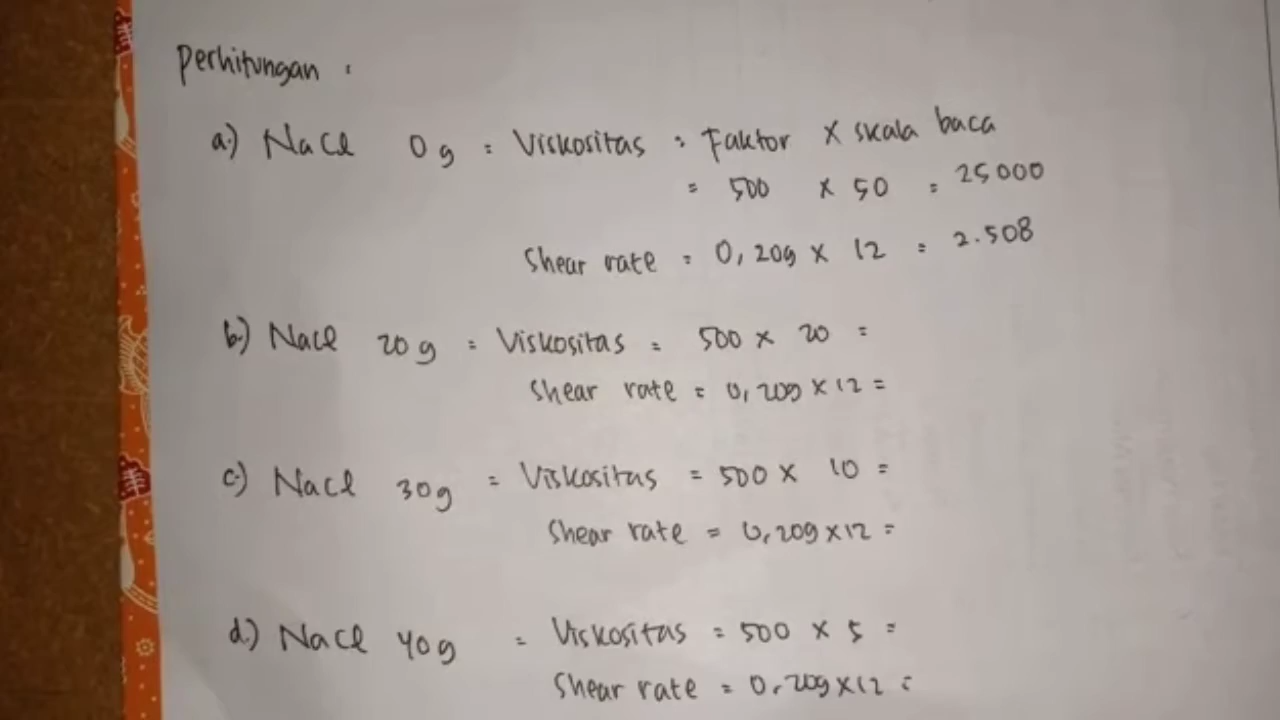 Perhitungan :
a.) NaCl 0 g : Viskositas : Faktor x skala baca
= 500 x 50 = 25000
Shear rate = 0,209 x 12 = 2.508
b.) NaCl 20 g = Viskositas = 500 x 20 =
Shear rate = 0,209 x 12 =
c.) NaCl 30 g = Viskositas = 500 x 10 =
Shear rate = 0,209 x 12 =
d.) NaCl 40 g = Viskositas = 500 x 5 =
Shear rate = 0,209 x 12 =